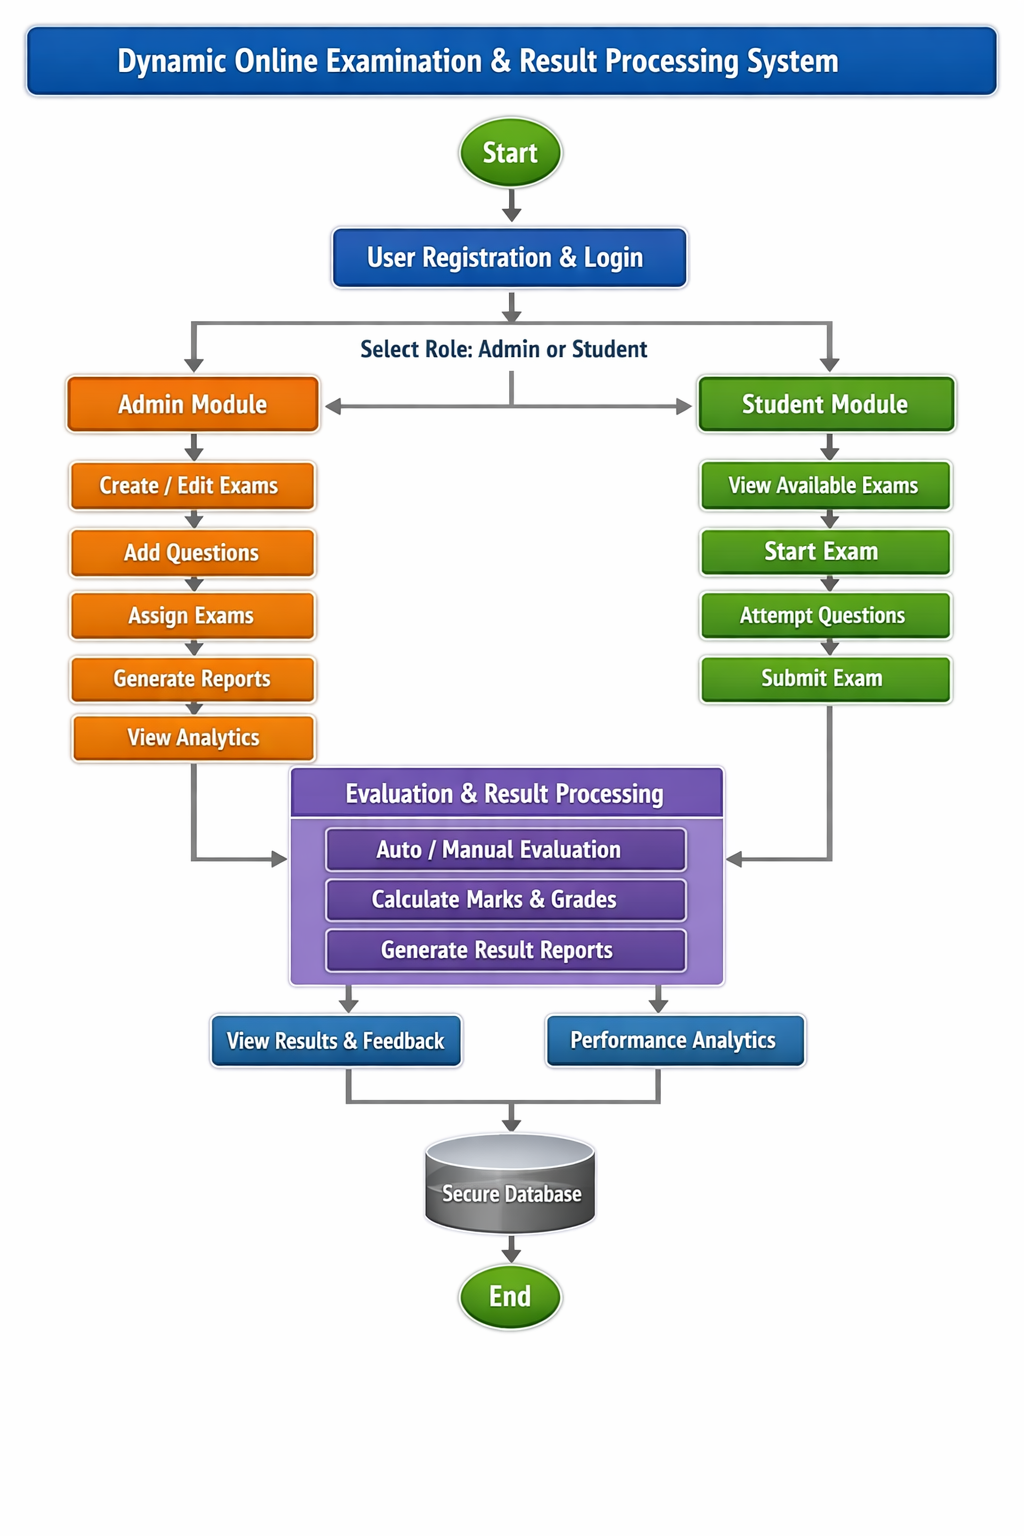 Dynamic Online Examination & Result Processing System
Start
User Registration & Login
Select Role: Admin or Student
Admin Module
Create / Edit Exams
Add Questions
Assign Exams
Generate Reports
View Analytics
Student Module
View Available Exams
Start Exam
Attempt Questions
Submit Exam
Evaluation & Result Processing
Auto / Manual Evaluation
Calculate Marks & Grades
Generate Result Reports
View Results & Feedback
Performance Analytics
Secure Database
End